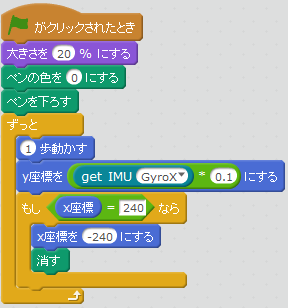 がクリックされたとき
大きさを 20 % にする
ペンの色を 0 にする
ペンを下ろす
ずっと
1 歩動かす
y座標を get IMU GyroX * 0.1 にする
もし x座標 = 240 なら
x座標を -240 にする
消す